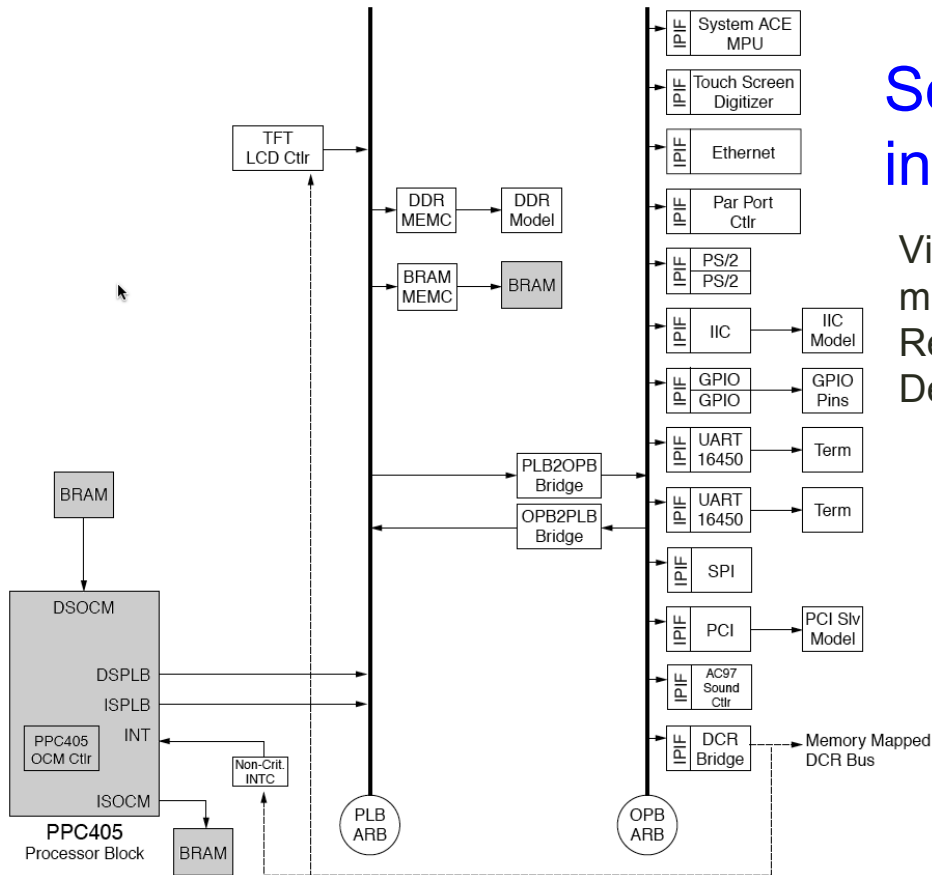 System ACE
MPU
IPIF
Touch Screen
Digitizer
IPIF
Ethernet
IPIF
Par Port
Ctlr
IPIF
PS/2
PS/2
IPIF
IIC
IPIF
IIC
Model
GPIO
GPIO
IPIF
GPIO
Pins
UART
16450
IPIF
Term
UART
16450
IPIF
Term
SPI
IPIF
PCI
IPIF
PCI Slv
Model
AC97
Sound
Ctlr
IPIF
DCR
Bridge
IPIF
Memory Mapped
DCR Bus
TFT
LCD Ctlr
DDR
MEMC
DDR
Model
BRAM
MEMC
BRAM
PLB2OPB
Bridge
OPB2PLB
Bridge
BRAM
DSOCM
DSPLB
ISPLB
INT
PPC405
OCM Ctlr
Non-Crit.
INTC
ISOCM
PPC405
Processor Block
BRAM
PLB
ARB
OPB
ARB
in